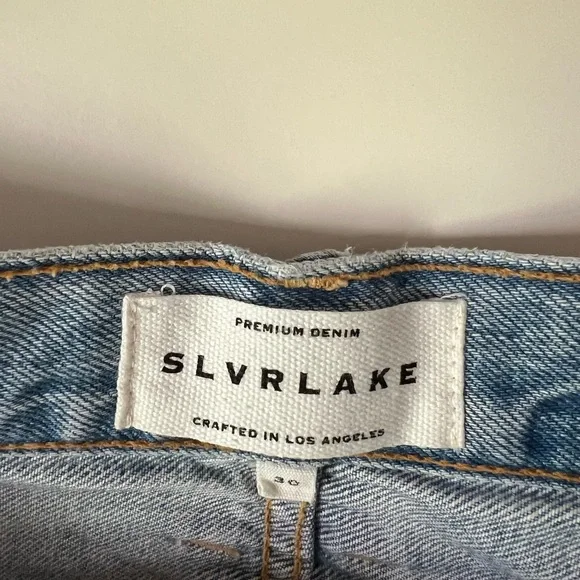 PREMIUM DENIM
SLVRLAKE
CRAFTED IN LOS ANGELES
30